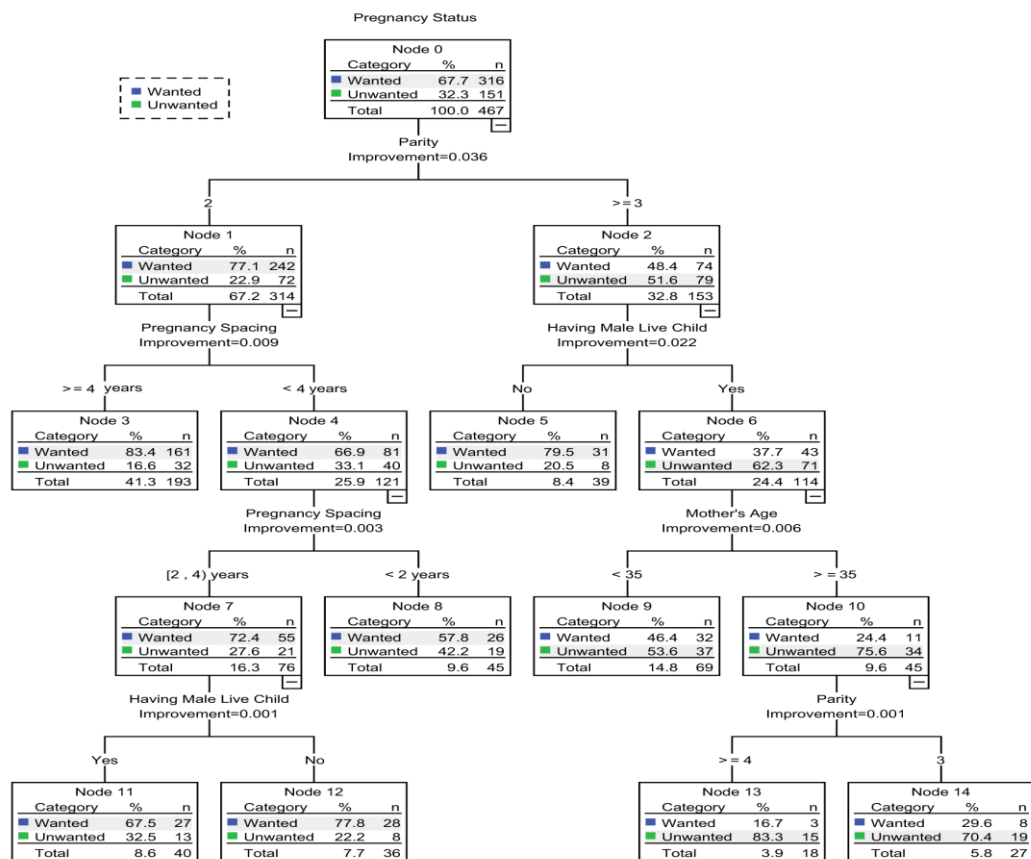 Pregnancy Status
Node 0
Category % n
Wanted 67.7 316
Unwanted 32.3 151
Total 100.0 467
Wanted
Unwanted
Parity
Improvement=0.036
2
>= 3
Node 1
Category % n
Wanted 77.1 242
Unwanted 22.9 72
Total 67.2 314
Node 2
Category % n
Wanted 48.4 74
Unwanted 51.6 79
Total 32.8 153
Pregnancy Spacing
Improvement=0.009
Having Male Live Child
Improvement=0.022
>= 4 years
< 4 years
No
Yes
Node 3
Category % n
Wanted 83.4 161
Unwanted 16.6 32
Total 41.3 193
Node 4
Category % n
Wanted 66.9 81
Unwanted 33.1 40
Total 25.9 121
Node 5
Category % n
Wanted 79.5 31
Unwanted 20.5 8
Total 8.4 39
Node 6
Category % n
Wanted 37.7 43
Unwanted 62.3 71
Total 24.4 114
Pregnancy Spacing
Improvement=0.003
Mother's Age
Improvement=0.006
[2 , 4) years
< 2 years
< 35
> = 35
Node 7
Category % n
Wanted 72.4 55
Unwanted 27.6 21
Total 16.3 76
Node 8
Category % n
Wanted 57.8 26
Unwanted 42.2 19
Total 9.6 45
Node 9
Category % n
Wanted 46.4 32
Unwanted 53.6 37
Total 14.8 69
Node 10
Category % n
Wanted 24.4 11
Unwanted 75.6 34
Total 9.6 45
Having Male Live Child
Improvement=0.001
Parity
Improvement=0.001
Yes
No
>= 4
3
Node 11
Category % n
Wanted 67.5 27
Unwanted 32.5 13
Total 8.6 40
Node 12
Category % n
Wanted 77.8 28
Unwanted 22.2 8
Total 7.7 36
Node 13
Category % n
Wanted 16.7 3
Unwanted 83.3 15
Total 3.9 18
Node 14
Category % n
Wanted 29.6 8
Unwanted 70.4 19
Total 5.8 27